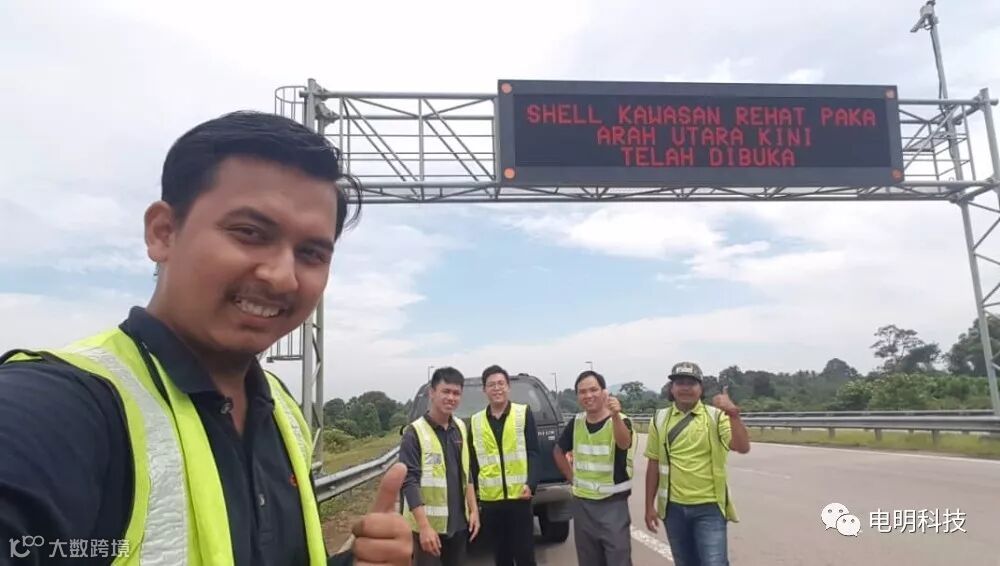 SHELL KAWASAN REHAT PAKA
ARAH UTARA KINI
TELAH DIBUKA
电明科技
大数跨境